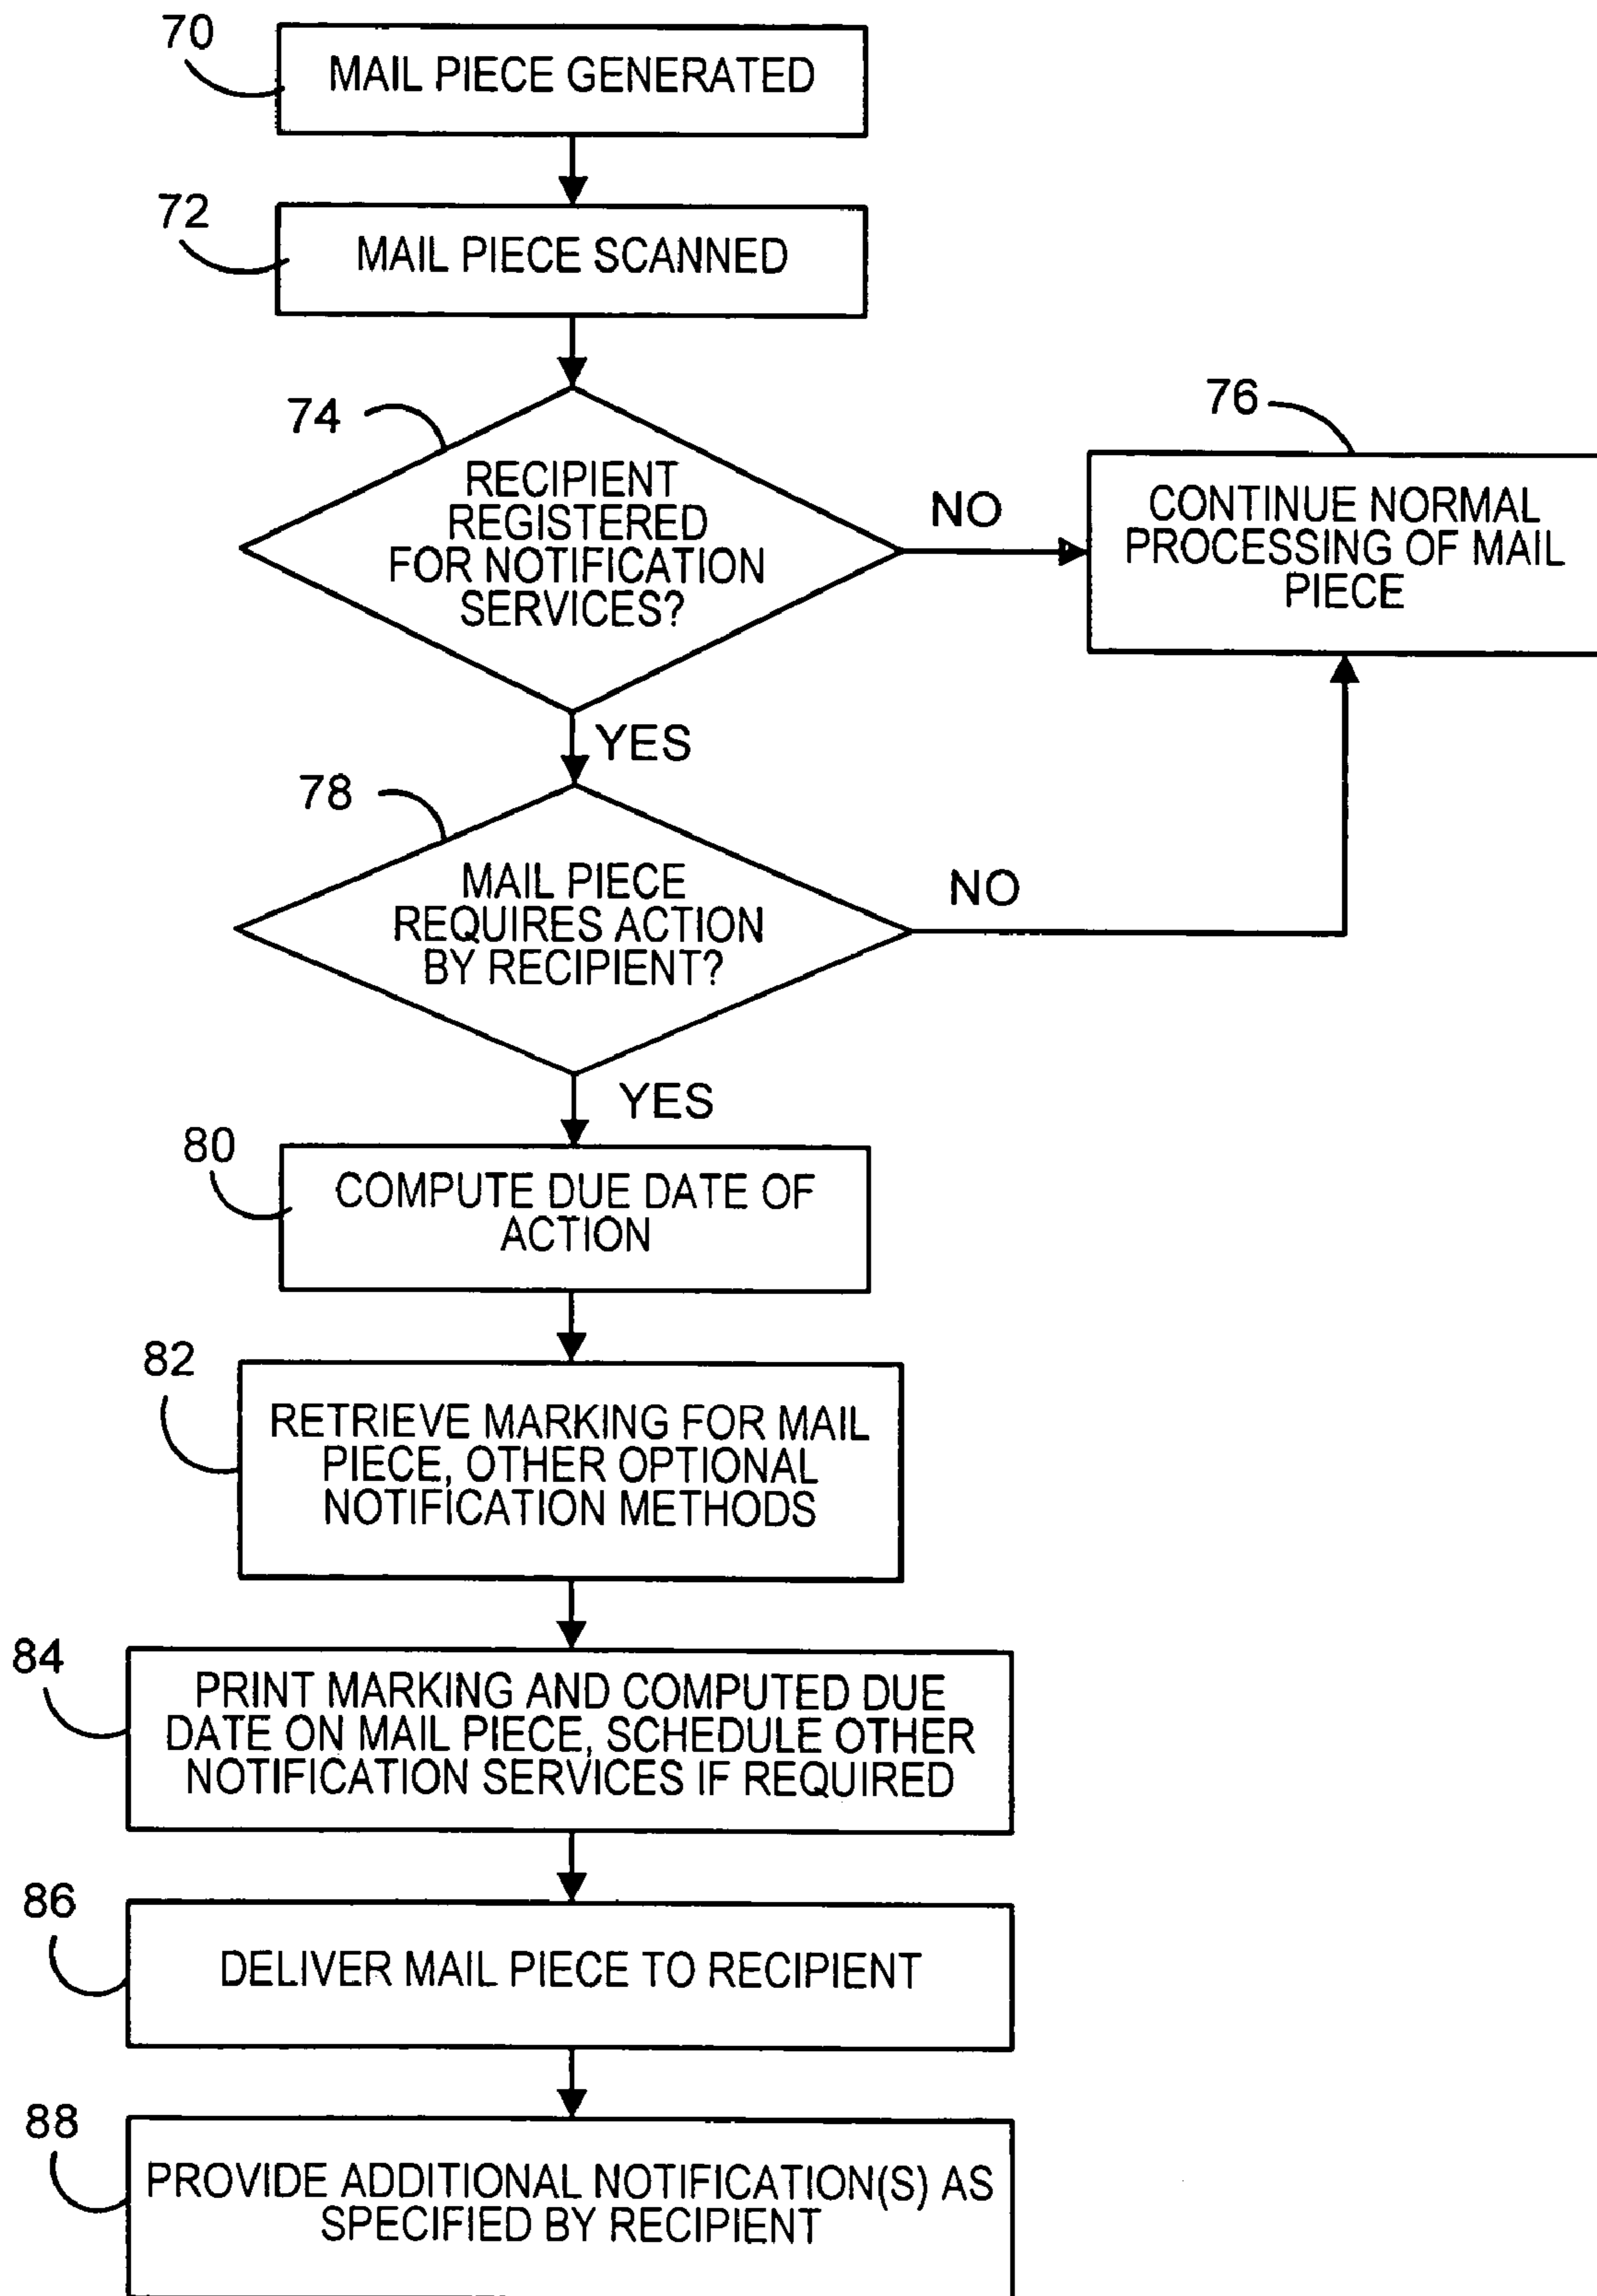 70
MAIL PIECE GENERATED
72
MAIL PIECE SCANNED
74
RECIPIENT
REGISTERED
FOR NOTIFICATION
SERVICES?
NO
76
CONTINUE NORMAL
PROCESSING OF MAIL
PIECE
YES
78
MAIL PIECE
REQUIRES ACTION
BY RECIPIENT?
NO
YES
80
COMPUTE DUE DATE OF
ACTION
82
RETRIEVE MARKING FOR MAIL
PIECE, OTHER OPTIONAL
NOTIFICATION METHODS
84
PRINT MARKING AND COMPUTED DUE
DATE ON MAIL PIECE, SCHEDULE OTHER
NOTIFICATION SERVICES IF REQUIRED
86
DELIVER MAIL PIECE TO RECIPIENT
88
PROVIDE ADDITIONAL NOTIFICATION(S) AS
SPECIFIED BY RECIPIENT